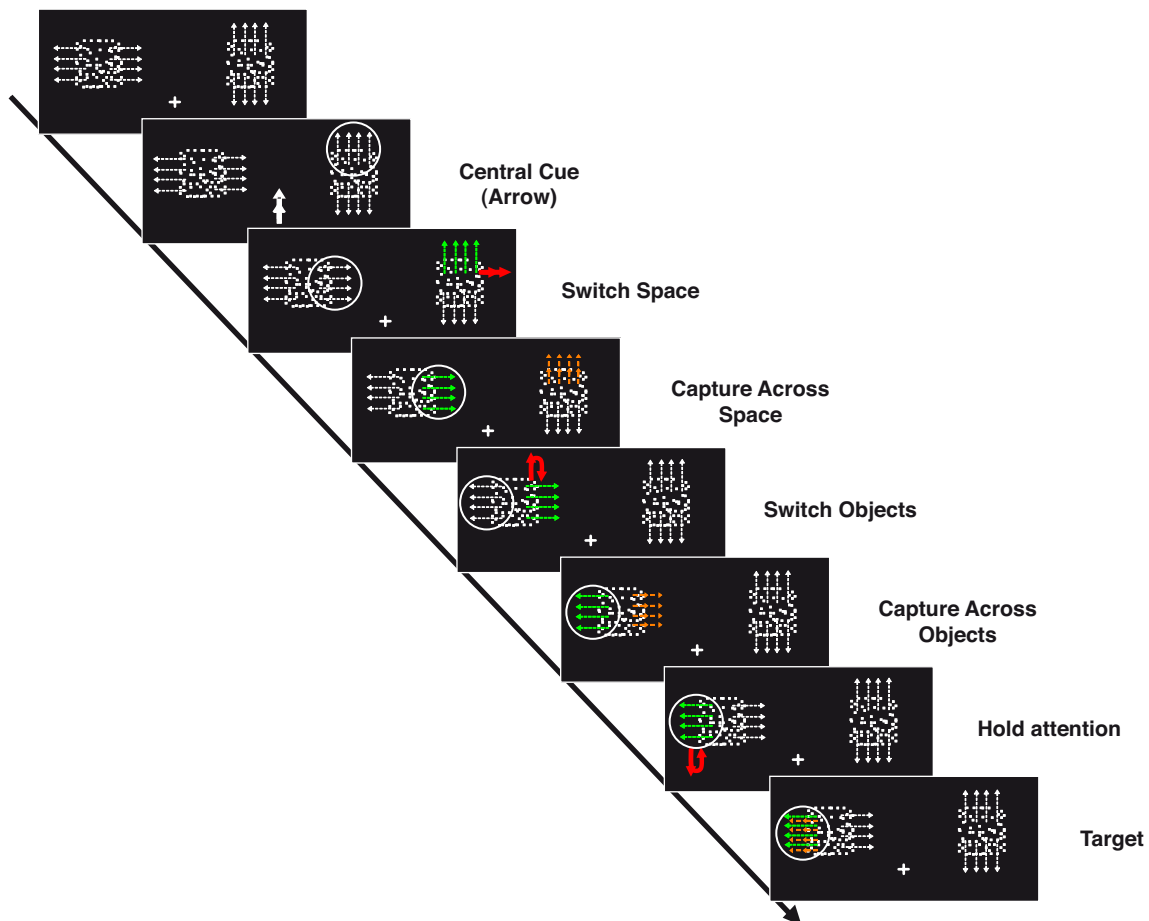 Central Cue
(Arrow)
Switch Space
Capture Across
Space
Switch Objects
Capture Across
Objects
Hold attention
Target